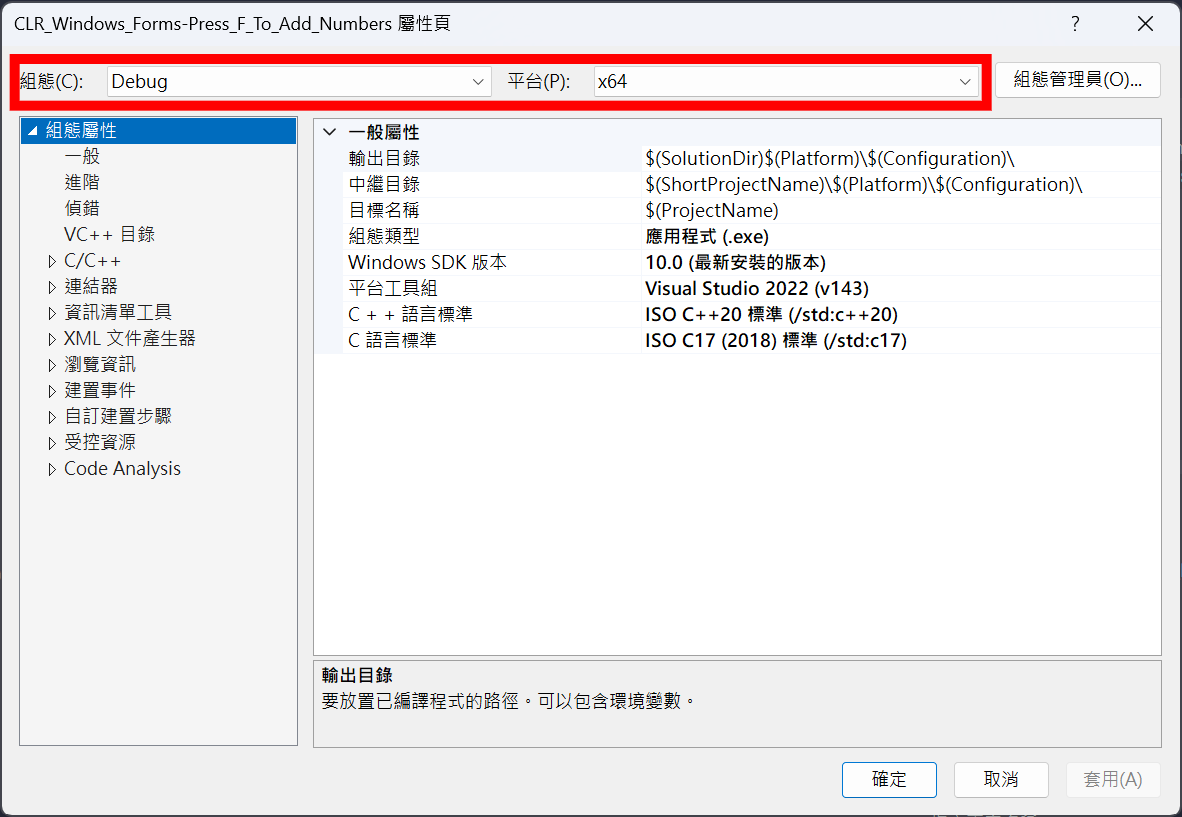 CLR_Windows_Forms-Press_F_To_Add_Numbers 屬性頁 ?
組態(C): Debug 平台(P): x64 組態管理員(O)...
組態屬性
一般
進階
偵錯
VC++ 目錄
C/C++
連結器
資訊清單工具
XML 文件產生器
瀏覽資訊
建置事件
自訂建置步驟
受控資源
Code Analysis
一般屬性
輸出目錄 $(SolutionDir)$(Platform)\$(Configuration)\
中繼目錄 $(ShortProjectName)\$(Platform)\$(Configuration)\
目標名稱 $(ProjectName)
組態類型 應用程式 (.exe)
Windows SDK 版本 10.0 (最新安裝的版本)
平台工具組 Visual Studio 2022 (v143)
C + + 語言標準 ISO C++20 標準 (/std:c++20)
C 語言標準 ISO C17 (2018) 標準 (/std:c17)
輸出目錄
要放置已編譯程式的路徑。可以包含環境變數。
確定 取消 套用(A)